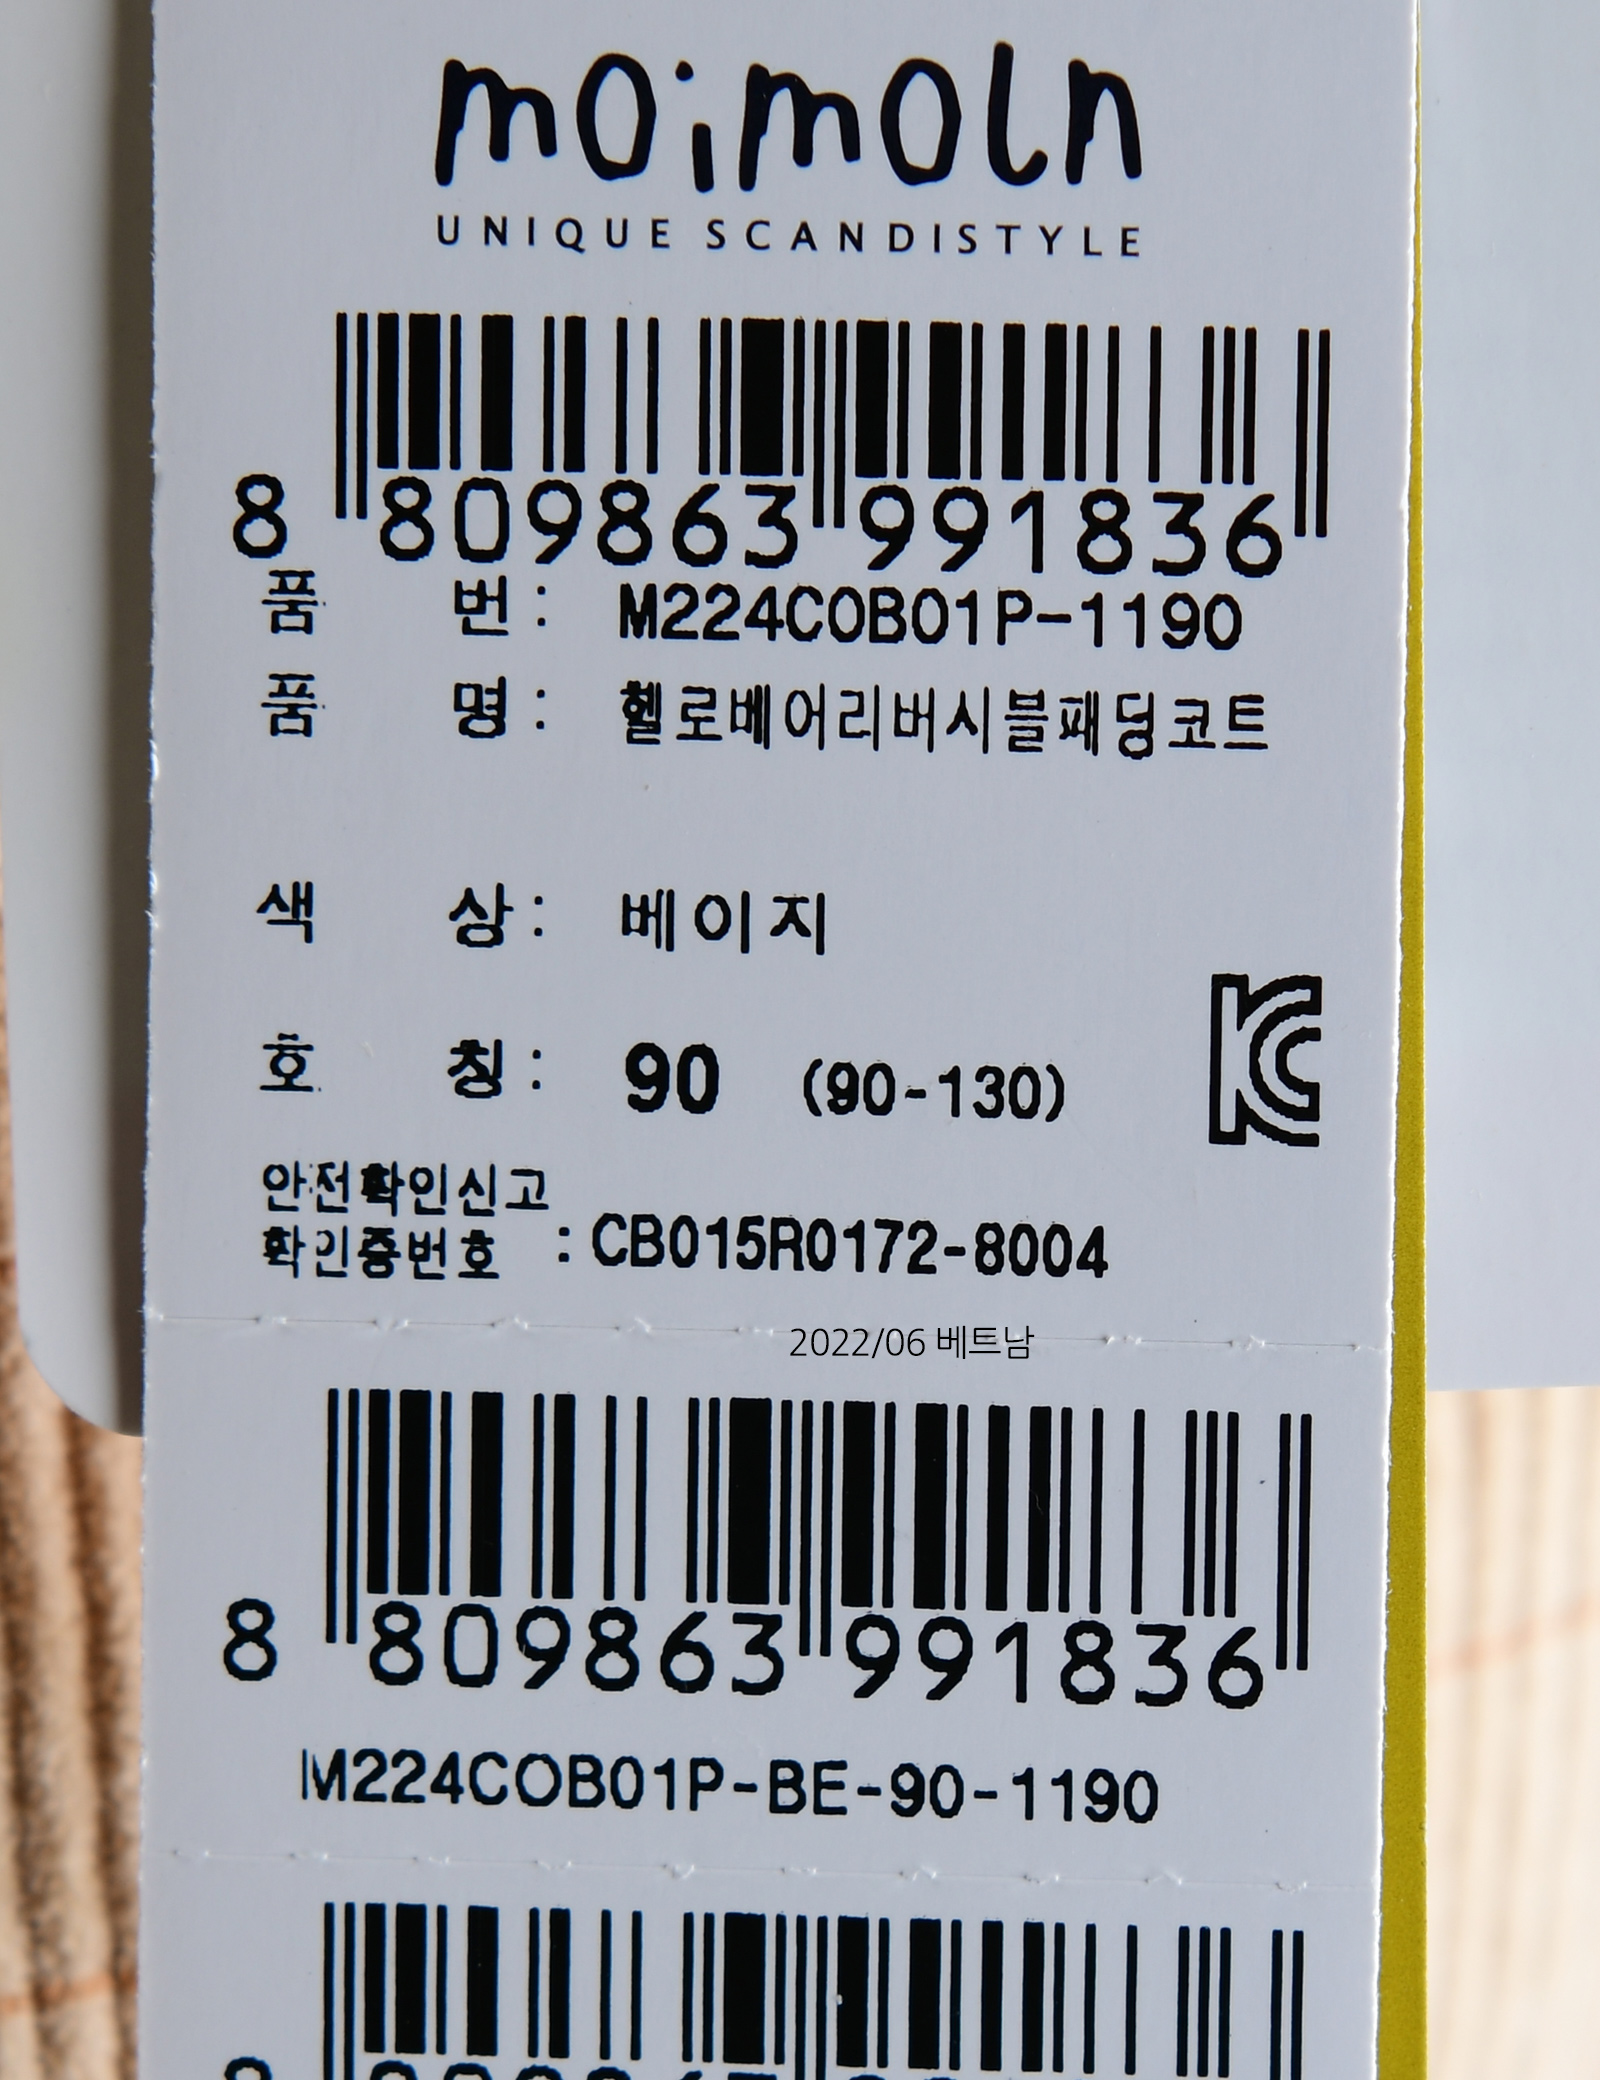 moimoln
UNIQUE SCANDISTYLE
8 809863 991836
품 번 : M224COB01P-1190
품 명 : 헬로베어리버시블패딩코트
색 상 : 베이지
호 칭 : 90 (90-130)
안전확인신고
확인증번호 : CB015R0172-8004
2022/06 베트남
8 809863 991836
M224COB01P-BE-90-1190